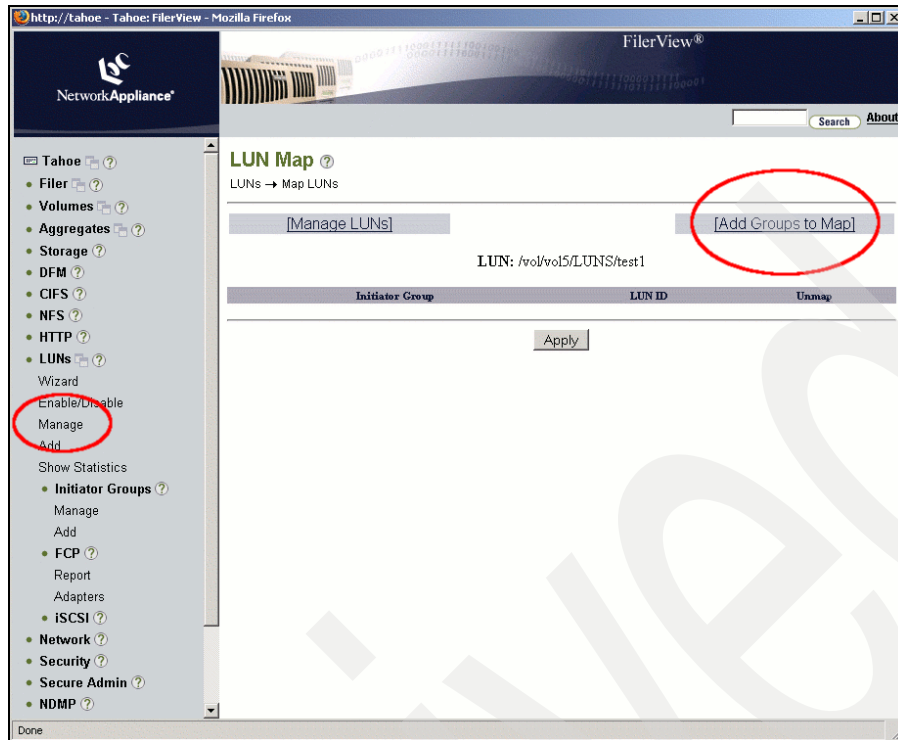 http://tahoe - Tahoe: FilerView - Mozilla Firefox
FilerView®
NetworkAppliance®
Search About
Tahoe
Filer
Volumes
Aggregates
Storage
DFM
CIFS
NFS
HTTP
LUNs
Wizard
Enable/Disable
Manage
Add
Show Statistics
Initiator Groups
Manage
Add
FCP
Report
Adapters
iSCSI
Network
Security
Secure Admin
NDMP
LUN Map
LUNs → Map LUNs
[Manage LUNs] [Add Groups to Map]
LUN: /vol/vol5/LUNS/test1
Initiator Group LUN ID Unmap
Apply
Done